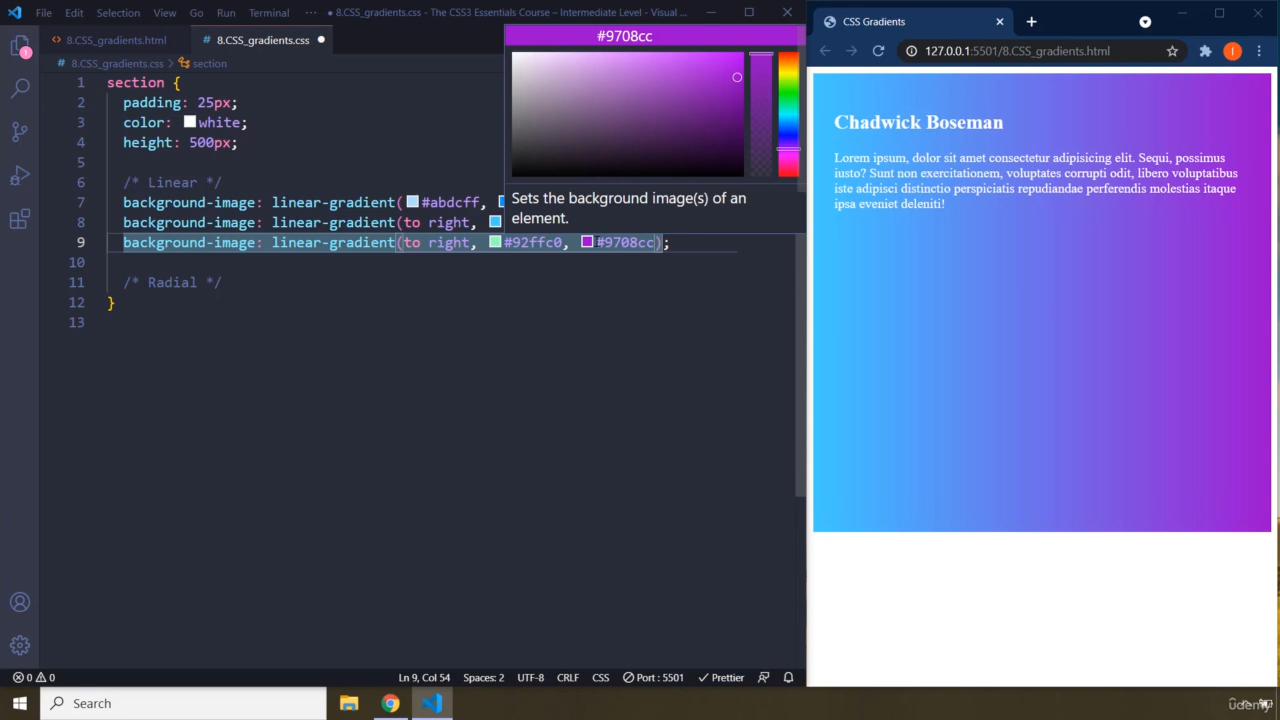 File Edit Selection View Go Run Terminal ··· ● 8.CSS_gradients.css - The CSS3 Essentials Course – Intermediate Level - Visual ...
1
<> 8.CSS_gradients.html
# 8.CSS_gradients.css ●
# 8.CSS_gradients.css > section
#9708cc
1 section {
2 padding: 25px;
3 color: white;
4 height: 500px;
5
6 /* Linear */
7 background-image: linear-gradient(#abdcff,
8 background-image: linear-gradient(to right,
9 background-image: linear-gradient(to right, #92ffc0, #9708cc);
10
11 /* Radial */
12 }
13
Sets the background image(s) of an
element.
Ln 9, Col 54 Spaces: 2 UTF-8 CRLF CSS Port : 5501 Prettier
0 0
CSS Gradients
127.0.0.1:5501/8.CSS_gradients.html
I
Chadwick Boseman
Lorem ipsum, dolor sit amet consectetur adipisicing elit. Sequi, possimus
iusto? Sunt non exercitationem, voluptates corrupti odit, libero voluptatibus
iste adipisci distinctio perspiciatis repudiandae perferendis molestias itaque
ipsa eveniet deleniti!
Search
udemy